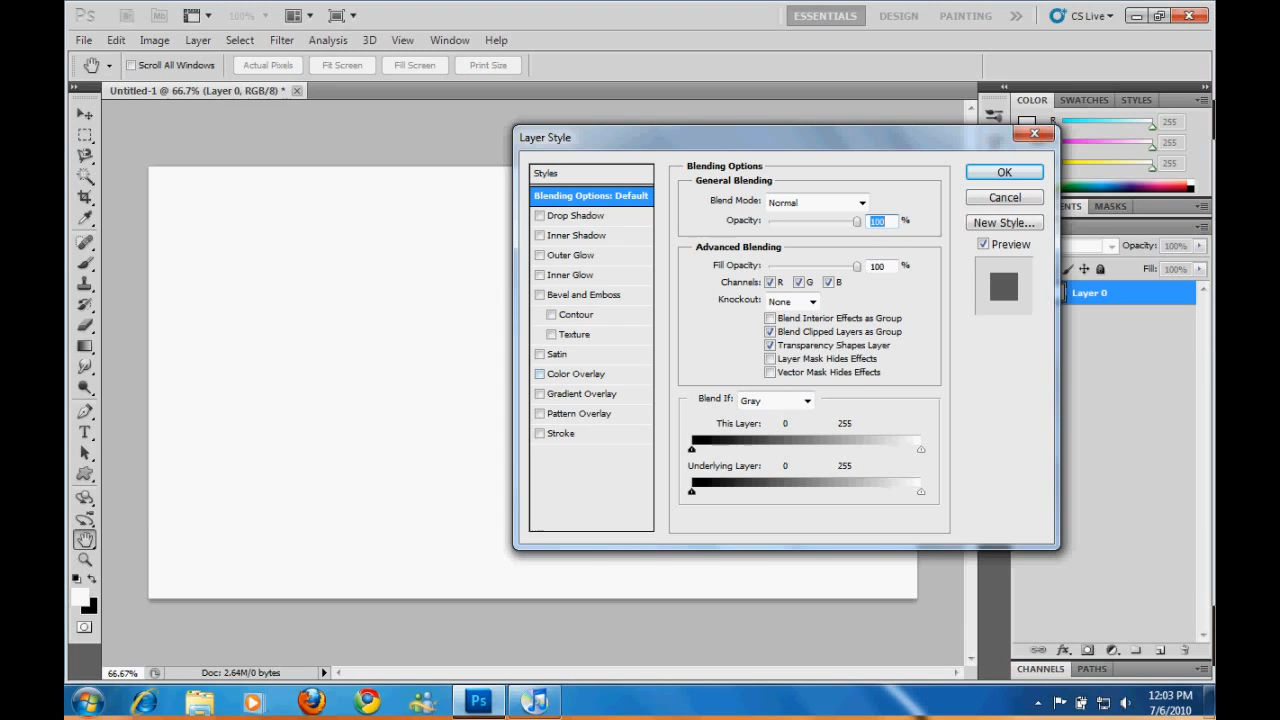 Ps Br Mb 100% ESSENTIALS DESIGN PAINTING CS Live
File Edit Image Layer Select Filter Analysis 3D View Window Help
Scroll All Windows Actual Pixels Fit Screen Fill Screen Print Size
Untitled-1 @ 66.7% (Layer 0, RGB/8) *
COLOR SWATCHES STYLES
R 255
255
255
ENTS MASKS
Opacity: 100%
Fill: 100%
Layer 0
CHANNELS PATHS
Layer Style
Styles
Blending Options: Default
Drop Shadow
Inner Shadow
Outer Glow
Inner Glow
Bevel and Emboss
Contour
Texture
Satin
Color Overlay
Gradient Overlay
Pattern Overlay
Stroke
Blending Options
General Blending
Blend Mode: Normal
Opacity: 100 %
Advanced Blending
Fill Opacity: 100 %
Channels: R G B
Knockout: None
Blend Interior Effects as Group
Blend Clipped Layers as Group
Transparency Shapes Layer
Layer Mask Hides Effects
Vector Mask Hides Effects
Blend If: Gray
This Layer: 0 255
Underlying Layer: 0 255
OK
Cancel
New Style...
Preview
66.67% Doc: 2.64M/0 bytes
Ps
12:03 PM
7/6/2010